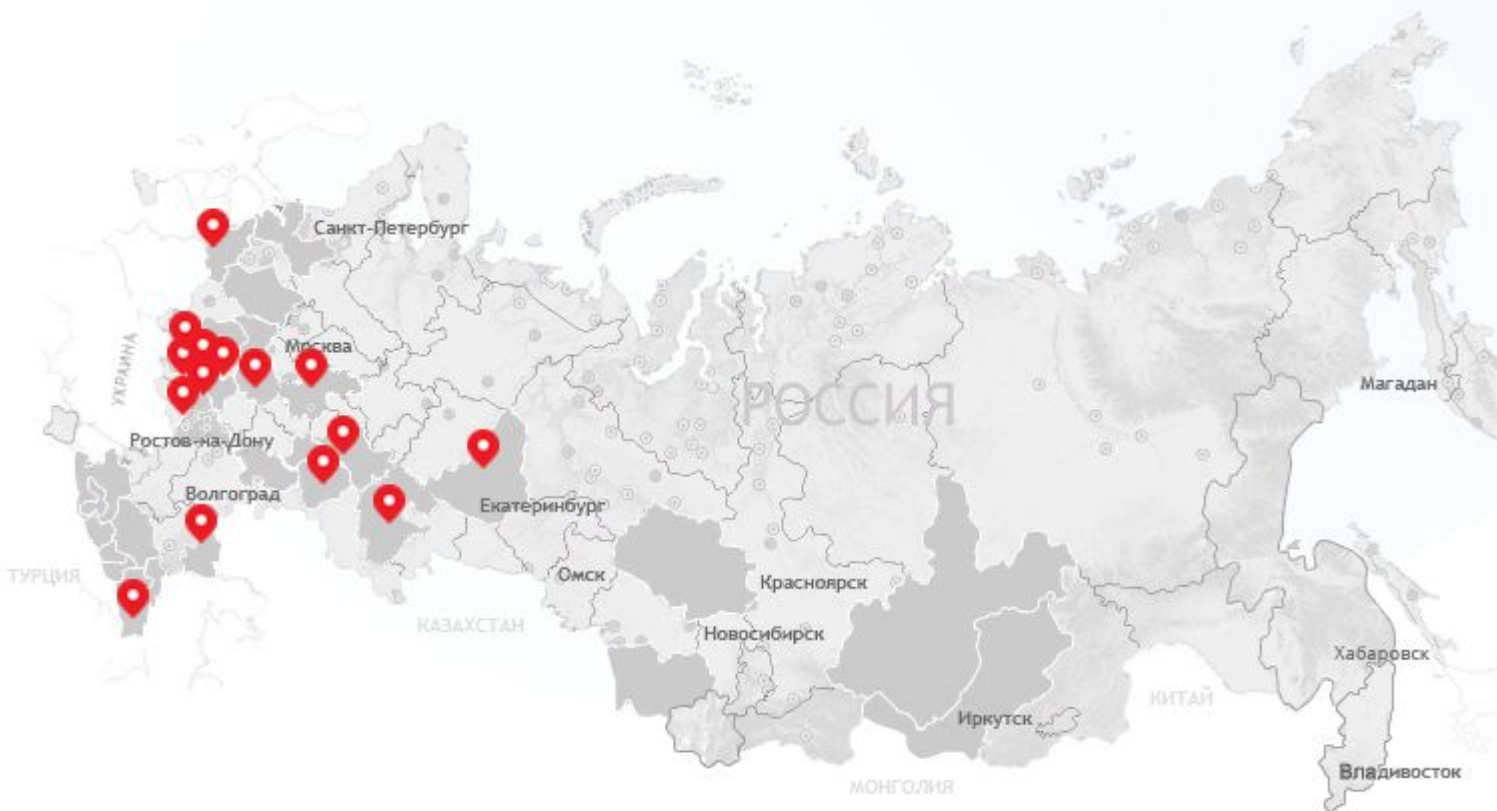 Санкт-Петербург
УКРАИНА
Москва
РОССИЯ
Магадан
Ростов-на-Дону
Волгоград
Екатеринбург
ТУРЦИЯ
Омск
Красноярск
КАЗАХСТАН
Новосибирск
Хабаровск
КИТАЙ
Иркутск
Владивосток
МОНГОЛИЯ